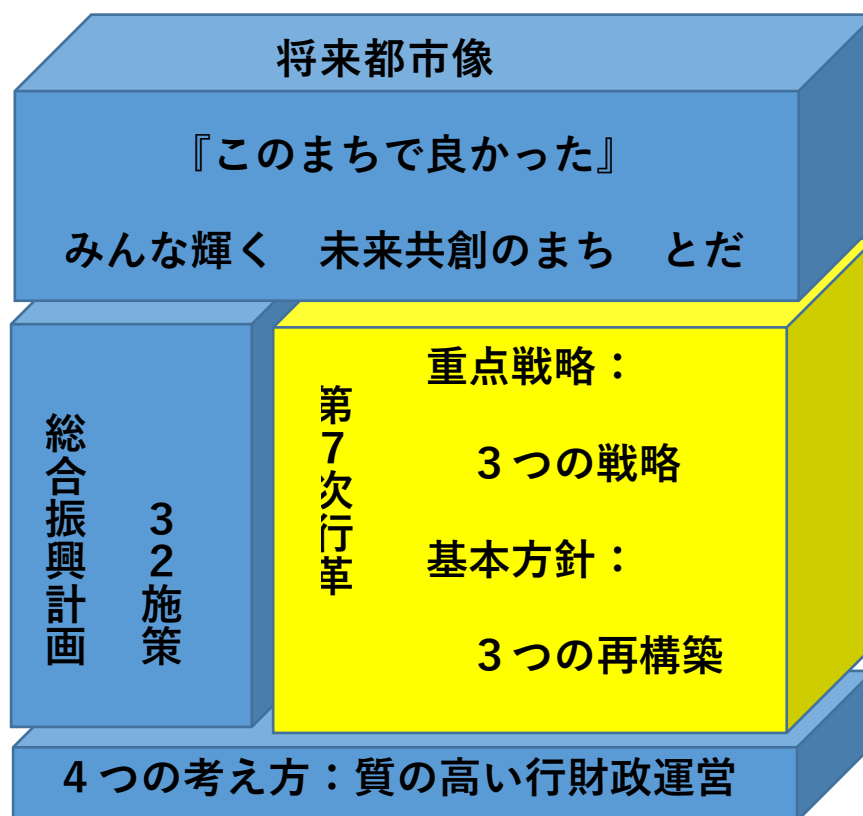 将来都市像
『このまちで良かった』
みんな輝く　未来共創のまち　とだ
総合振興計画
３２施策
第７次行革
重点戦略：
３つの戦略
基本方針：
３つの再構築
４つの考え方：質の高い行財政運営